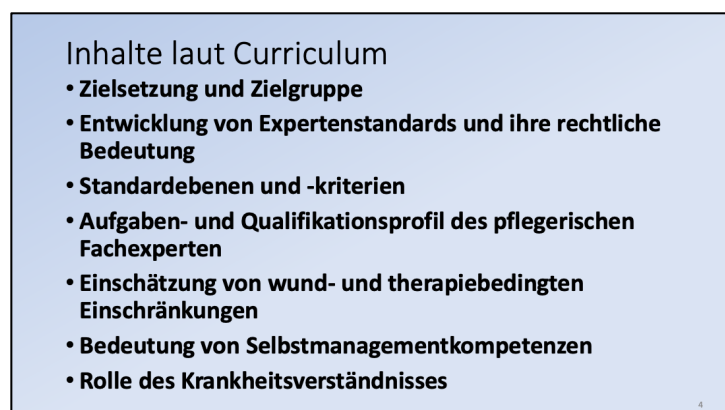 Inhalte laut Curriculum
• Zielsetzung und Zielgruppe
• Entwicklung von Expertenstandards und ihre rechtliche
Bedeutung
• Standardebenen und -kriterien
• Aufgaben- und Qualifikationsprofil des pflegerischen
Fachexperten
• Einschätzung von wund- und therapiebedingten
Einschränkungen
• Bedeutung von Selbstmanagementkompetenzen
• Rolle des Krankheitsverständnisses
4